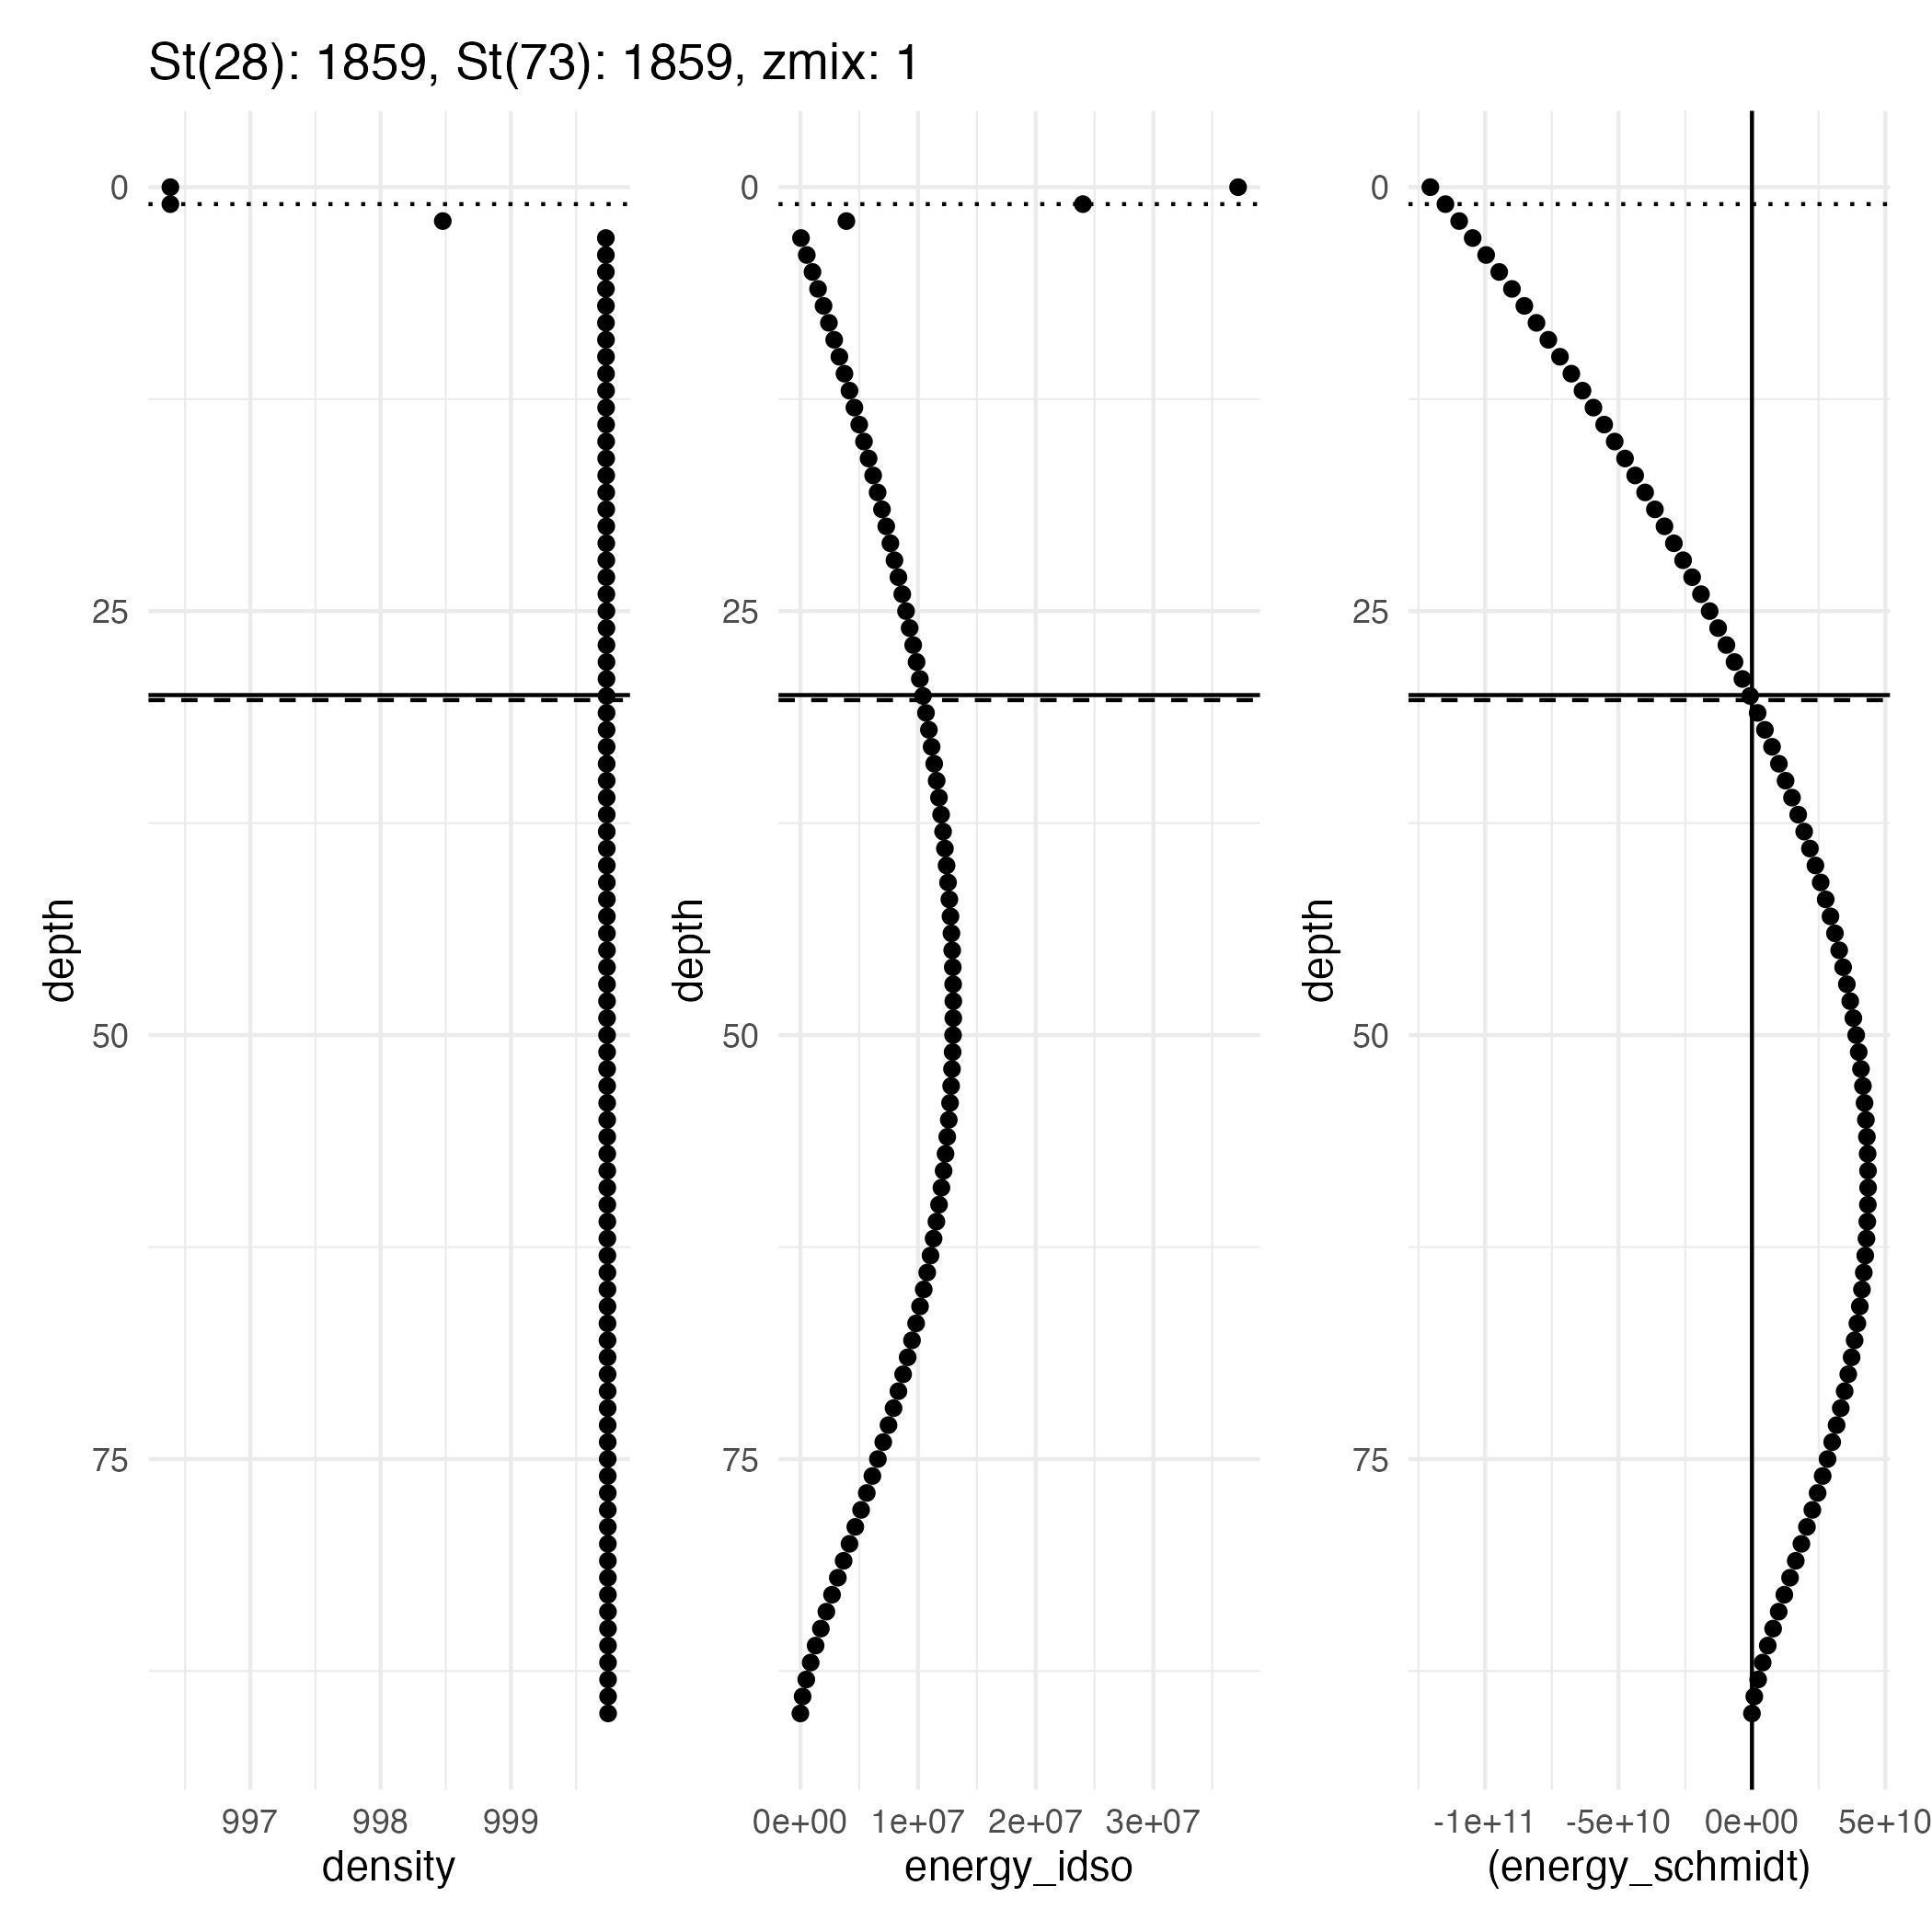 St(28): 1859, St(73): 1859, zmix: 1
0
25
50
75
depth
997
998
999
density
0
25
50
75
depth
0e+00
1e+07
2e+07
3e+07
energy_idso
0
25
50
75
depth
-1e+11
-5e+10
0e+00
5e+10
(energy_schmidt)